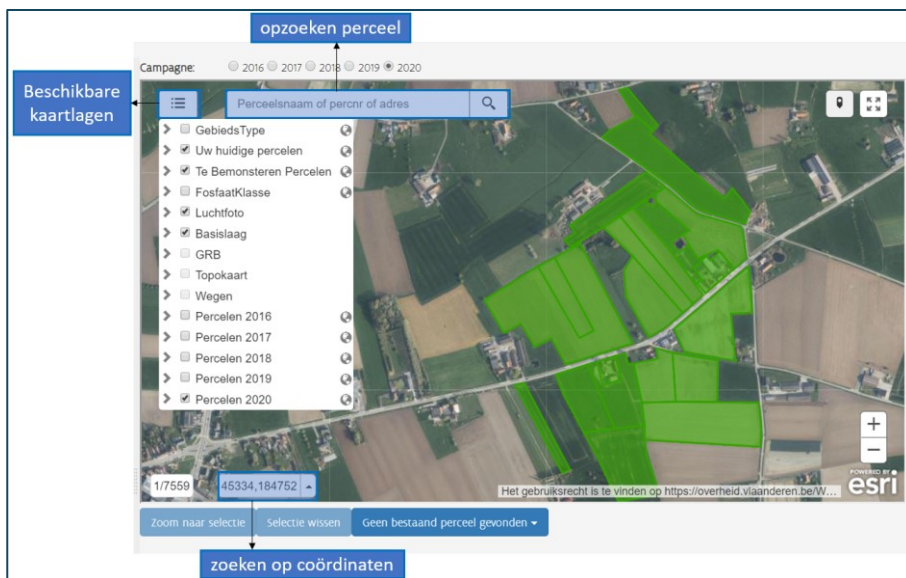 opzoeken perceel
Campagne: 2016 2017 2018 2019 2020
Beschikbare
kaartlagen
Perceelsnaam of percnr of adres
GebiedsType
Uw huidige percelen
Te Bemonsteren Percelen
FosfaatKlasse
Luchtfoto
Basislaag
GRB
Topokaart
Wegen
Percelen 2016
Percelen 2017
Percelen 2018
Percelen 2019
Percelen 2020
+
−
1/7559
45334,184752
Het gebruiksrecht is te vinden op https://overheid.vlaanderen.be/W...
POWERED BY
esri
Zoom naar selectie
Selectie wissen
Geen bestaand perceel gevonden
zoeken op coördinaten